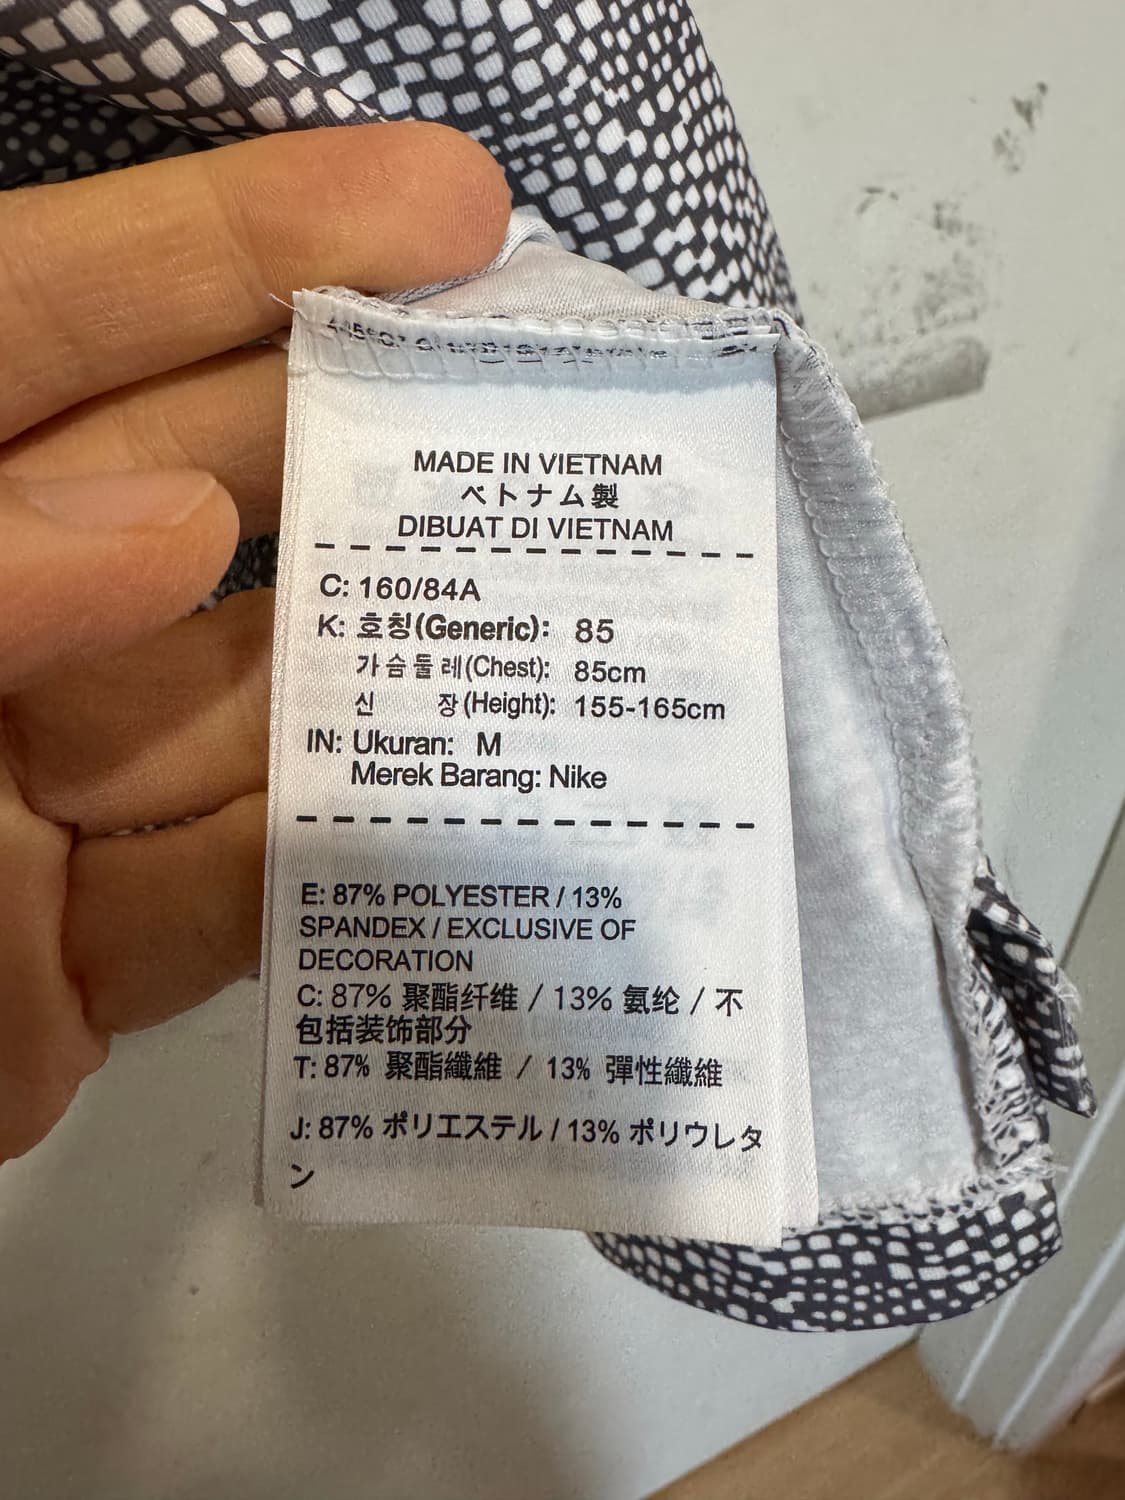 MADE IN VIETNAM
ベトナム製
DIBUAT DI VIETNAM
C: 160/84A
K: 호칭(Generic): 85
가슴둘레(Chest): 85cm
신 장(Height): 155-165cm
IN: Ukuran: M
Merek Barang: Nike
E: 87% POLYESTER / 13%
SPANDEX / EXCLUSIVE OF
DECORATION
C: 87% 聚酯纤维 / 13% 氨纶 / 不
包括装饰部分
T: 87% 聚酯纖維 / 13% 彈性纖維
J: 87% ポリエステル / 13% ポリウレタ
ン